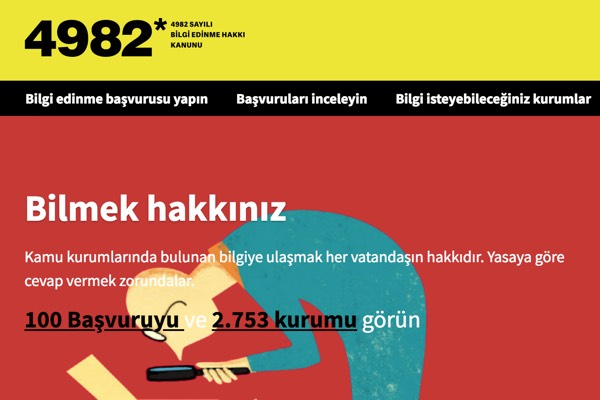 4982*
4982 SAYILI
BİLGİ EDİNME HAKKI
KANUNU
Bilgi edinme başvurusu yapın Başvuruları inceleyin Bilgi isteyebileceğiniz kurumlar
Bilmek hakkınız
Kamu kurumlarında bulunan bilgiye ulaşmak her vatandaşın hakkıdır. Yasaya göre
cevap vermek zorundalar.
100 Başvuruyu ve 2.753 kurumu görün